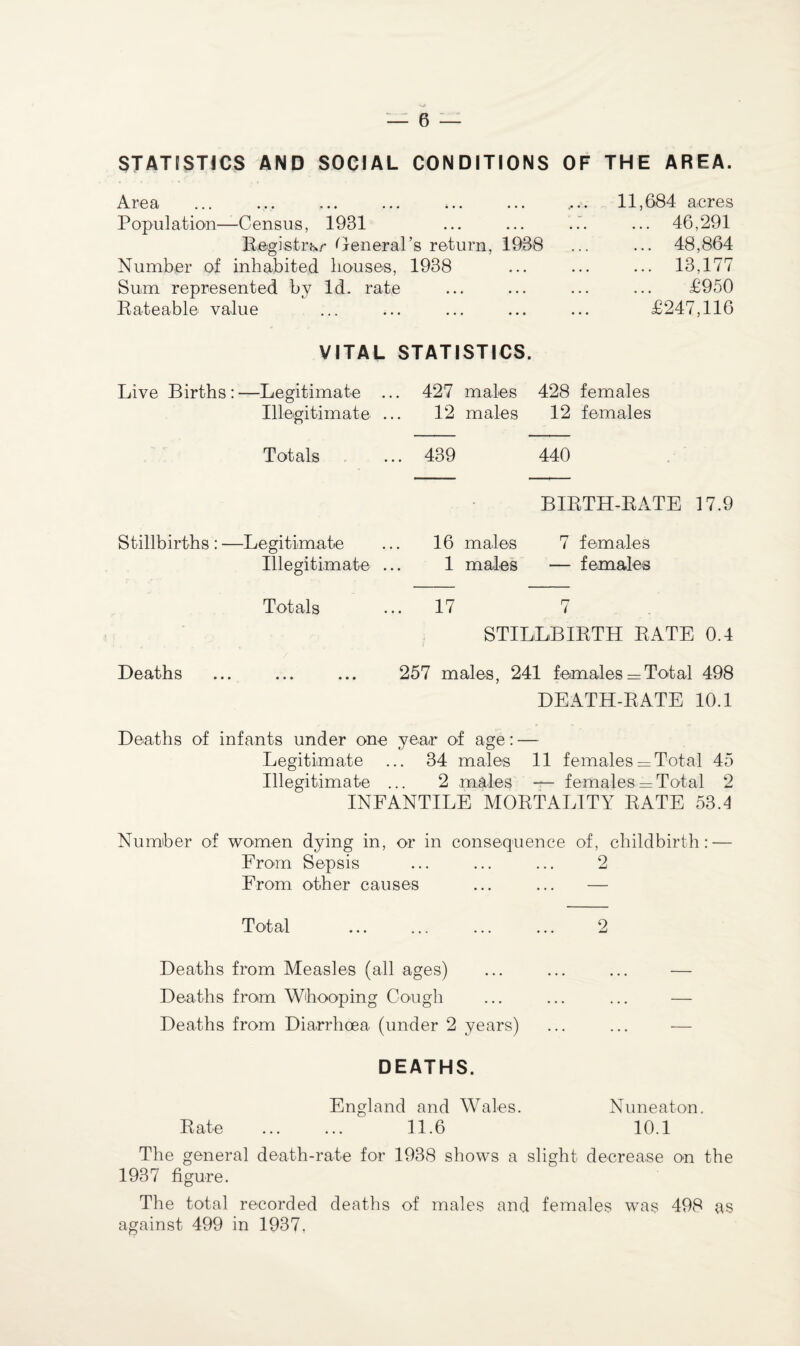 — 6 —
STATISTICS AND SOCIAL CONDITIONS OF THE AREA.
Area ... ... ... ... ... ... ... 11,684 acres
Population—Census, 1931 ... ... ... ... 46,291
Registrar General's return, 1938 ... ... 48,864
Number of inhabited houses, 1938 ... ... ... 13,177
Sum represented by 1d. rate ... ... ... ... £950
Rateable value ... ... ... ... ... £247,116
VITAL STATISTICS.
Live Births:—Legitimate ... 427 males 428 females
Illegitimate ... 12 males 12 females
Totals ... 439 440
BIRTH-RATE 17.9
Stillbirths:—Legitimate ... 16 males 7 females
Illegitimate ... 1 males — females
Totals ... 17 7
STILLBIRTH RATE 0.4
Deaths ... ... ... 257 males, 241 females=Total 498
DEATH-RATE 10.1
Deaths of infants under one year of age:—
Legitimate ... 34 males 11 females=Total 45
Illegitimate ... 2 males — females=Total 2
INFANTILE MORTALITY RATE 53.4
Number of women dying in, or in consequence of, childbirth:—
From Sepsis ... ... ... 2
From other causes ... ... —
Total ... ... ... ... 2
Deaths from Measles (all ages) ... ... ... —
Deaths from Whooping Cough ... ... ... —
Deaths from Diarrhœa (under 2 years) ... ... —
DEATHS.
England and Wales. Nuneaton.
Rate ... ... 11.6 10.1
The general death-rate for 1938 shows a slight decrease on the
1937 figure.
The total recorded deaths of males and females was 498 as
against 499 in 1937.